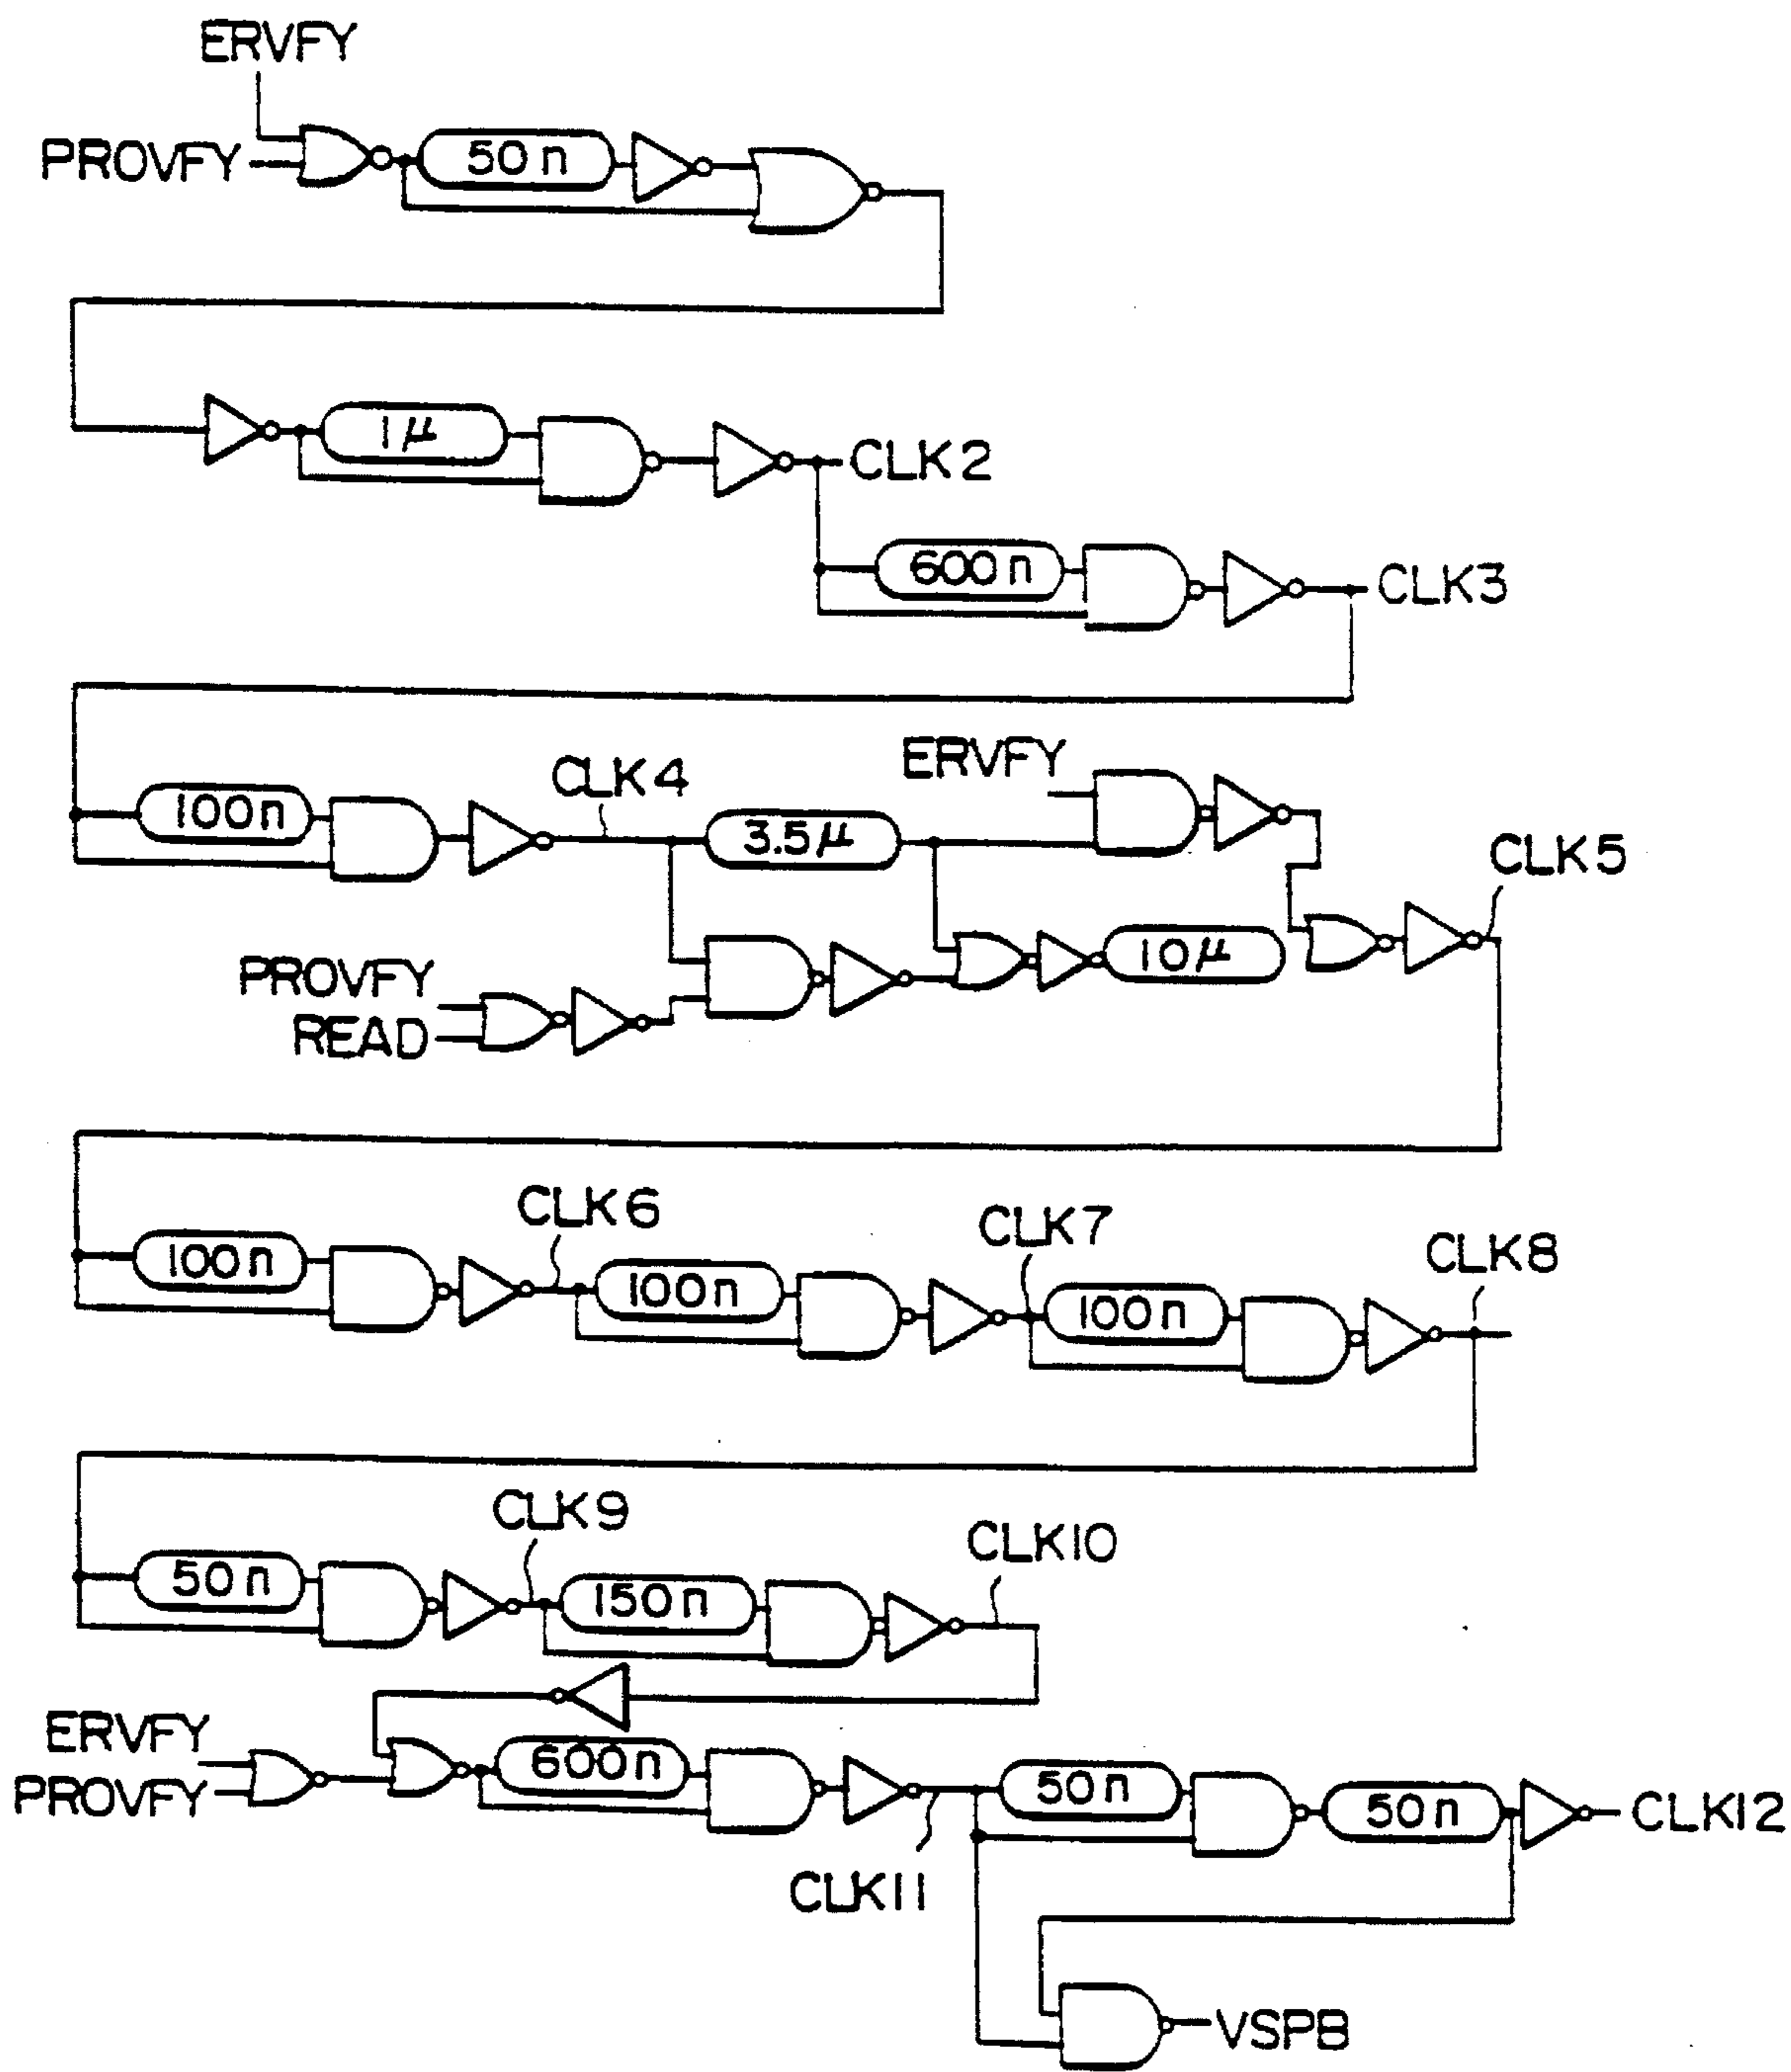 ERVFY
PROVFY
50n
1μ
CLK2
600n
CLK3
ERVFY
CLK4
100n
3.5μ
CLK5
10μ
PROVFY
READ
CLK6
CLK7
CLK8
100n
100n
100n
CLK9
CLK10
50n
150n
ERVFY
PROVFY
600n
50n
50n
CLK12
CLK11
VSPB